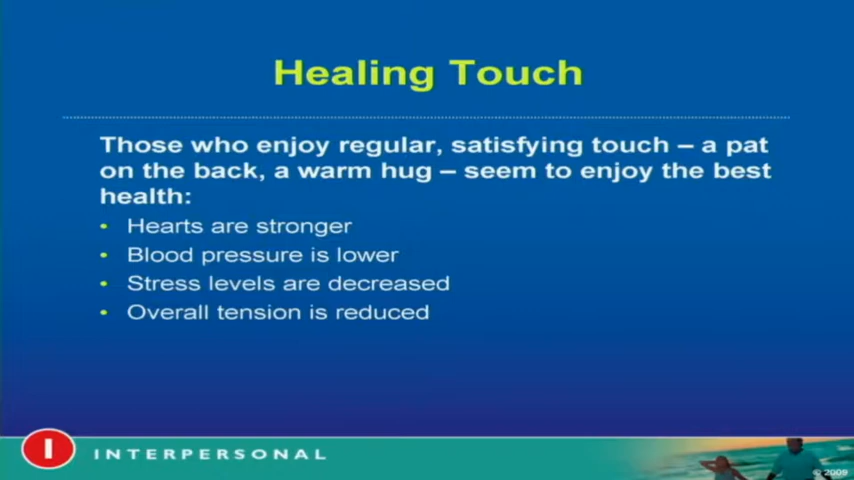 Healing Touch
Those who enjoy regular, satisfying touch – a pat
on the back, a warm hug – seem to enjoy the best
health:
• Hearts are stronger
• Blood pressure is lower
• Stress levels are decreased
• Overall tension is reduced
I INTERPERSONAL
© 2009